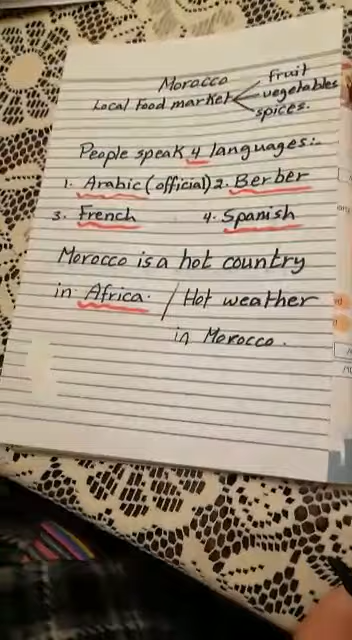 Morocco
Local food market
fruit
vegetables
spices.
People speak 4 languages:-
1. Arabic (official) 2. Berber
3. French 4. Spanish
Morocco is a hot country
in Africa. / Hot weather
in Morocco.